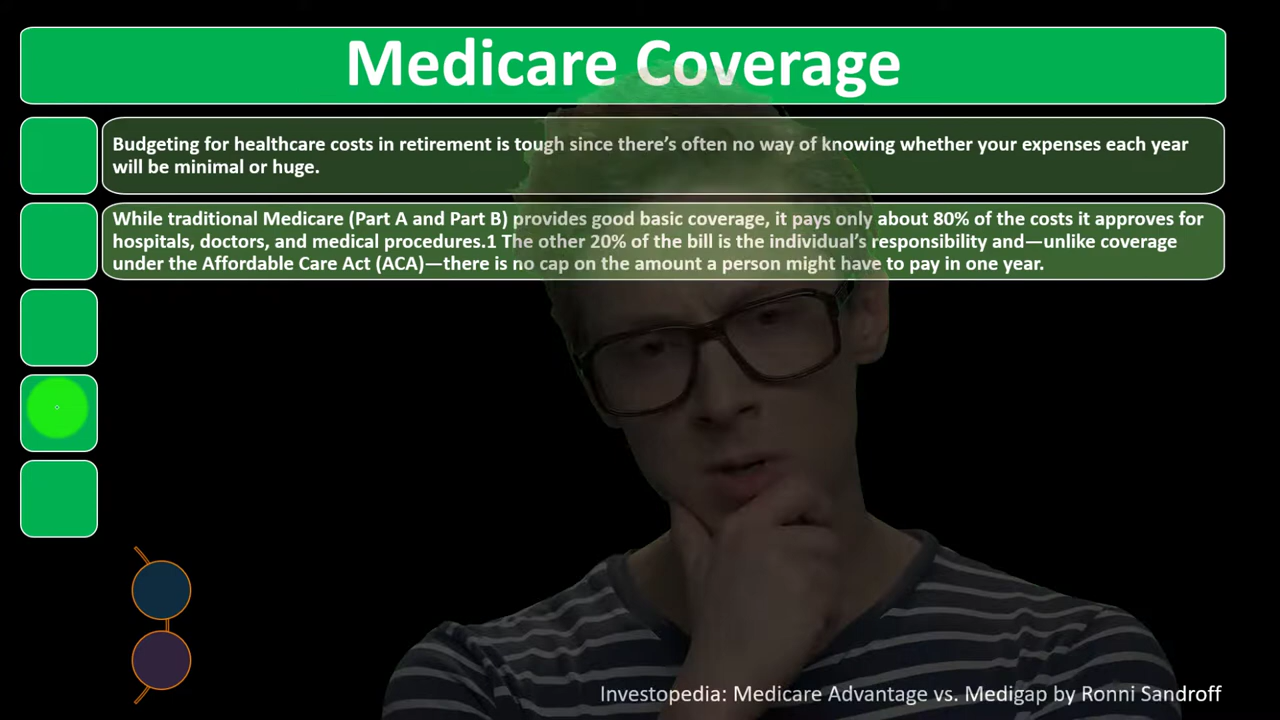 Medicare Coverage
Budgeting for healthcare costs in retirement is tough since there’s often no way of knowing whether your expenses each year
will be minimal or huge.
While traditional Medicare (Part A and Part B) provides good basic coverage, it pays only about 80% of the costs it approves for
hospitals, doctors, and medical procedures.1 The other 20% of the bill is the individual’s responsibility and—unlike coverage
under the Affordable Care Act (ACA)—there is no cap on the amount a person might have to pay in one year.
Investopedia: Medicare Advantage vs. Medigap by Ronni Sandroff